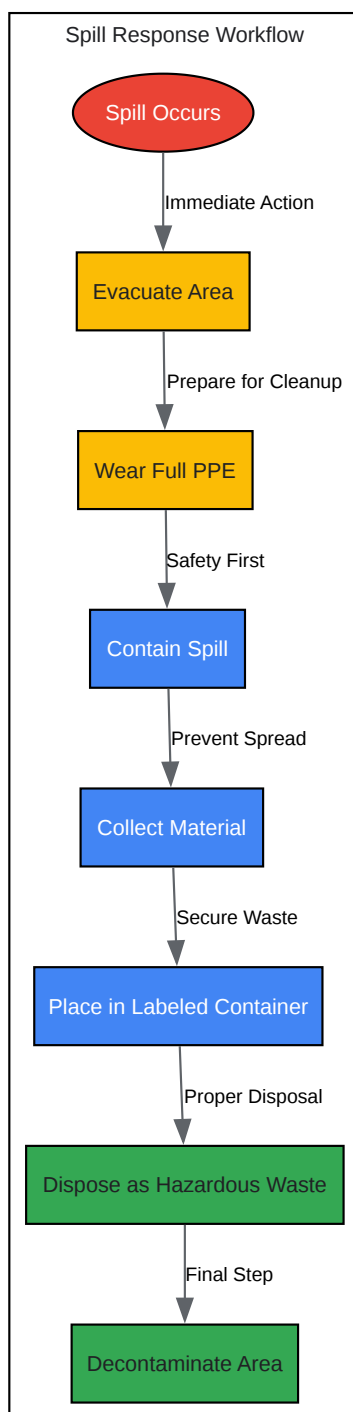 Spill Response Workflow
Spill Occurs
Immediate Action
Evacuate Area
Prepare for Cleanup
Wear Full PPE
Safety First
Contain Spill
Prevent Spread
Collect Material
Secure Waste
Place in Labeled Container
Proper Disposal
Dispose as Hazardous Waste
Final Step
Decontaminate Area